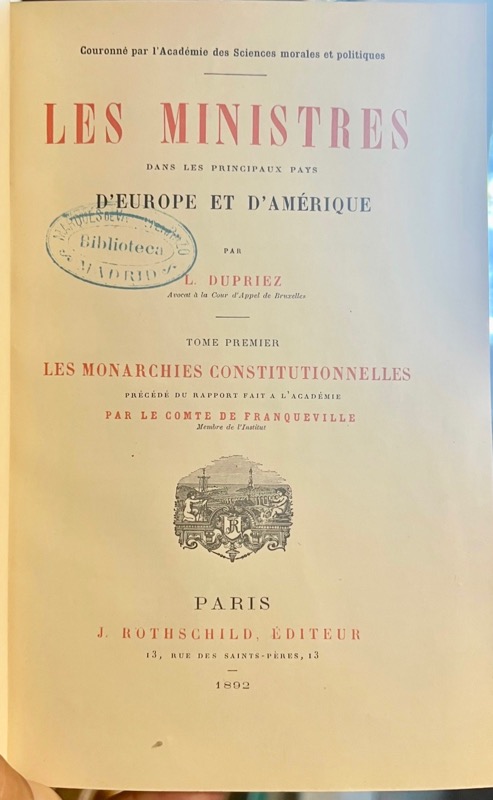 Couronné par l'Académie des Sciences morales et politiques
LES MINISTRES
DANS LES PRINCIPAUX PAYS
D'EUROPE ET D'AMÉRIQUE
Biblioteca
MADRID
PAR
L. DUPRIEZ
Avocat à la Cour d'Appel de Bruxelles
TOME PREMIER
LES MONARCHIES CONSTITUTIONNELLES
PRÉCÉDÉ DU RAPPORT FAIT A L'ACADÉMIE
PAR LE COMTE DE FRANQUEVILLE
Membre de l'Institut
PARIS
J. ROTHSCHILD, ÉDITEUR
13, RUE DES SAINTS-PÈRES, 13
1892